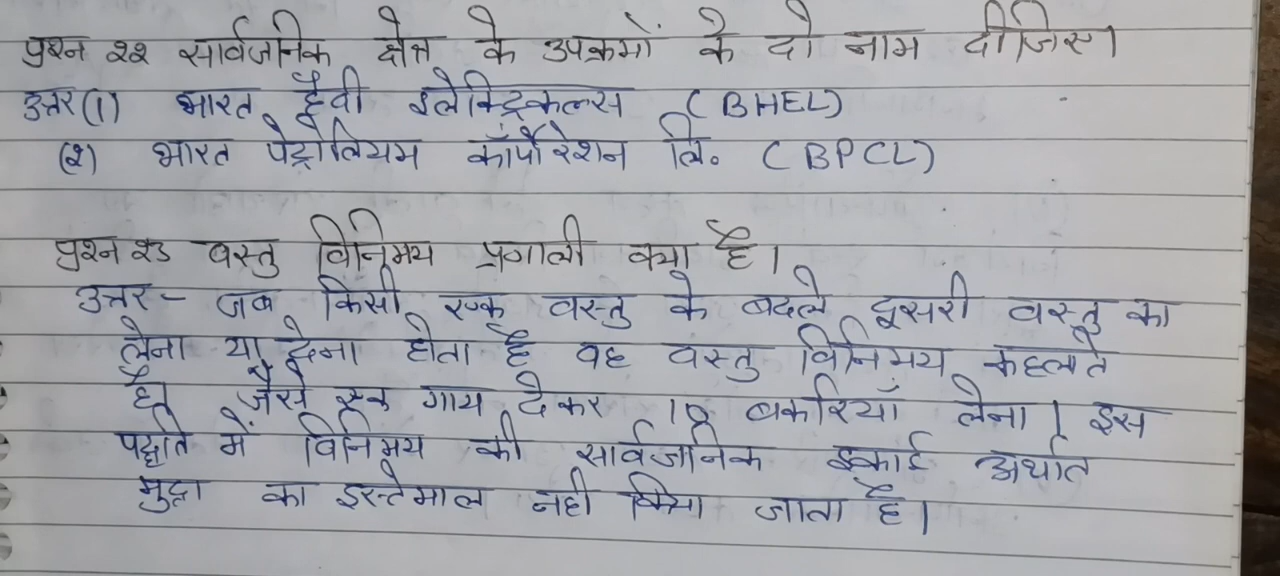 प्रश्न २२ सार्वजनिक क्षेत्र के उपक्रमों के दो नाम दीजिए।
उत्तर (1) भारत हैवी इलेक्ट्रिकल्स (BHEL)
(२) भारत पेट्रोलियम कॉर्पोरेशन लि॰ (BPCL)
प्रश्न २३ वस्तु विनिमय प्रणाली क्या है।
उत्तर - जब किसी एक वस्तु के बदले दूसरी वस्तु का
लेना या देना होता है वह वस्तु विनिमय कहलाते
है। जैसे एक गाय देकर 10 बकरियाँ लेना। इस
पद्धति में विनिमय की सार्वजनिक इकाई अर्थात
मुद्रा का इस्तेमाल नही किया जाता है।